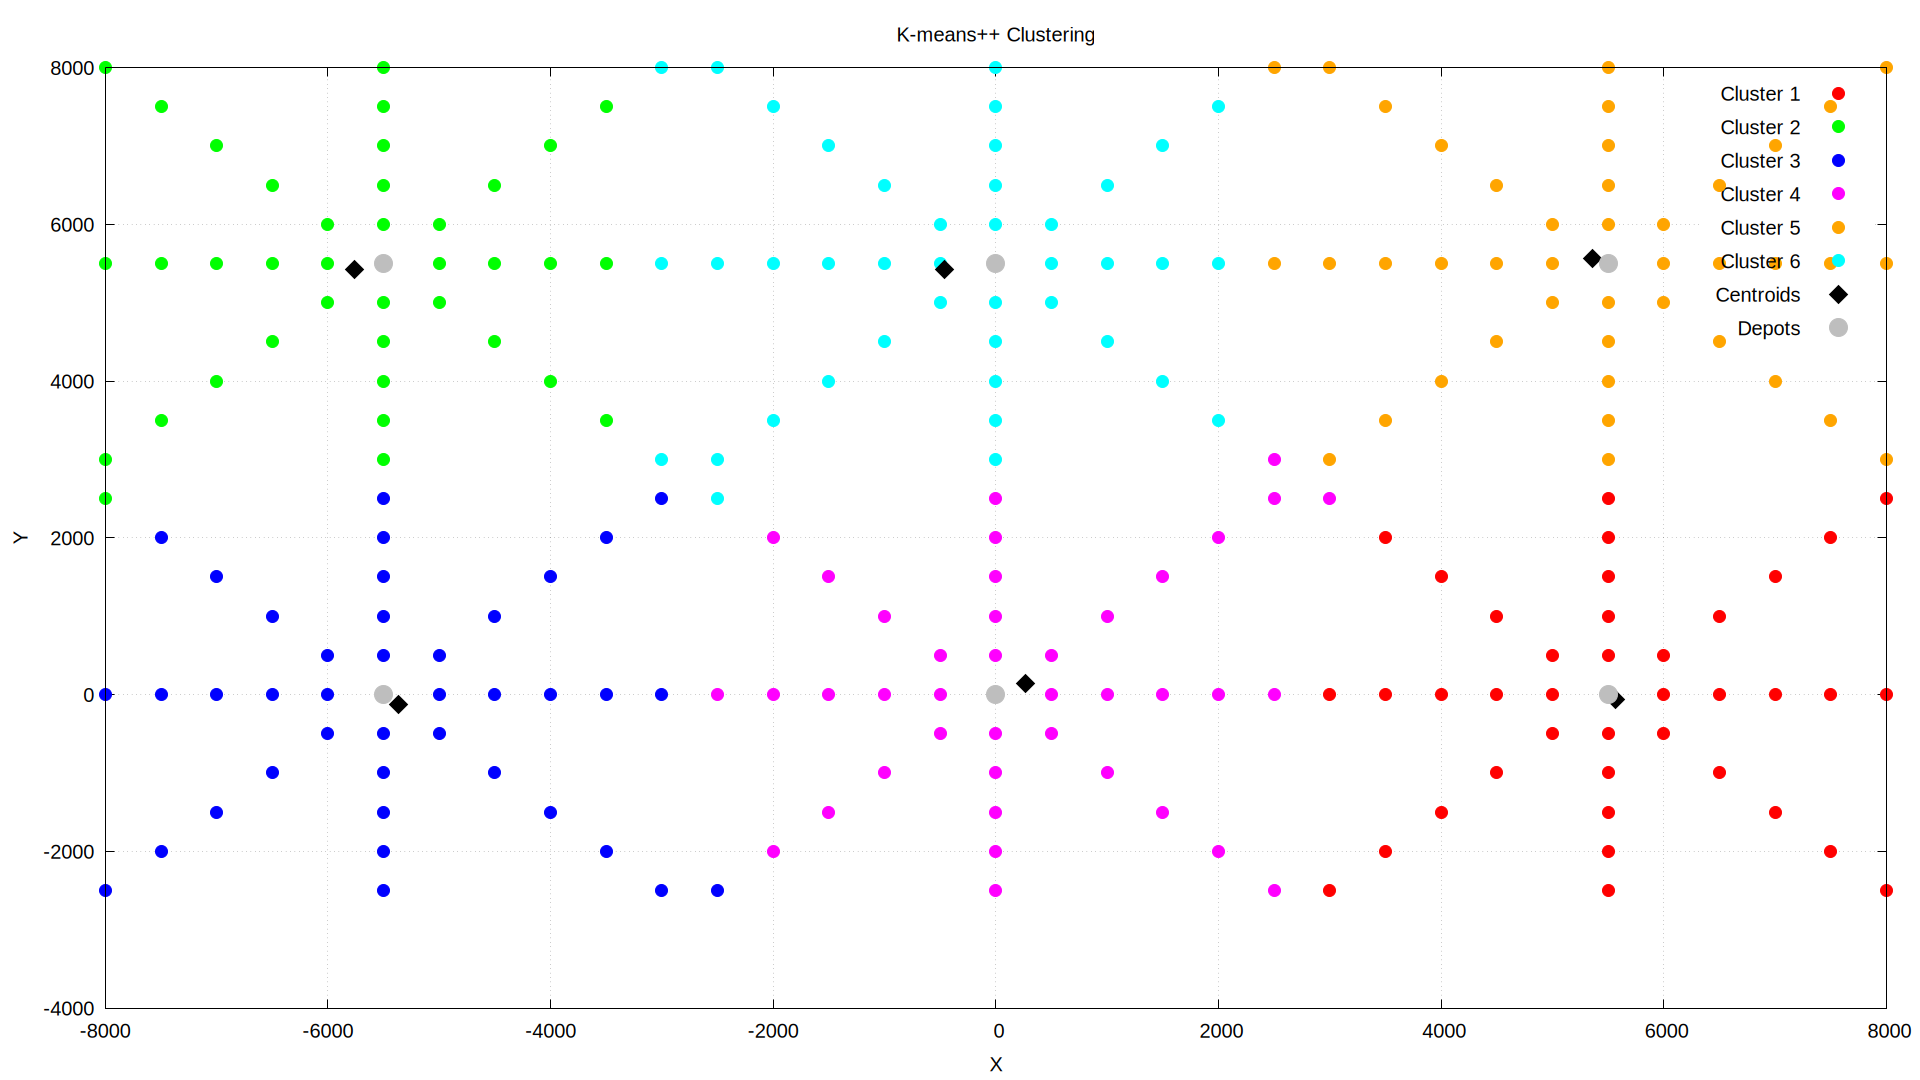 K-means++ Clustering
8000
6000
4000
2000
0
-2000
-4000
Y
Cluster 1
Cluster 2
Cluster 3
Cluster 4
Cluster 5
Cluster 6
Centroids
Depots
-8000 -6000 -4000 -2000 0 2000 4000 6000 8000
X